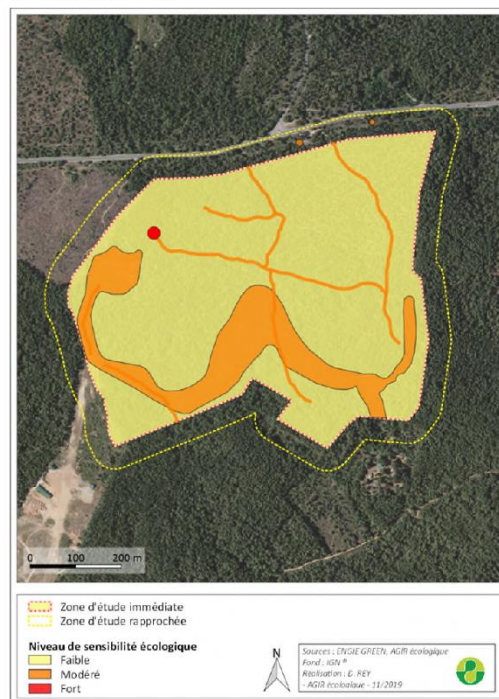 0 100 200 m
Zone d'étude immédiate
Zone d'étude rapprochée
Niveau de sensibilité écologique
Faible
Modéré
Fort
N
Sources : ENGIE GREEN, AGIR écologique
Fond : IGN ®
Réalisation : D. REY
- AGIR écologique - 11/2019